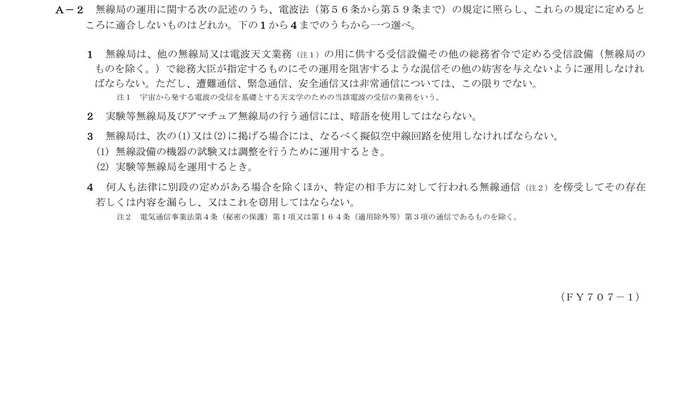 Ａ－２ 無線局の運用に関する次の記述のうち、電波法（第５６条から第５９条まで）の規定に照らし、これらの規定に定めると
ころに適合しないものはどれか。下の１から４までのうちから一つ選べ。
１ 無線局は、他の無線局又は電波天文業務（注１）の用に供する受信設備その他の総務省令で定める受信設備（無線局の
ものを除く。）で総務大臣が指定するものにその運用を阻害するような混信その他の妨害を与えないように運用しなけれ
ばならない。ただし、遭難通信、緊急通信、安全通信又は非常通信については、この限りでない。
注１ 宇宙から発する電波の受信を基礎とする天文学のための当該電波の受信の業務をいう。
２ 実験等無線局及びアマチュア無線局の行う通信には、暗語を使用してはならない。
３ 無線局は、次の(1)又は(2)に掲げる場合には、なるべく擬似空中線回路を使用しなければならない。
(1) 無線設備の機器の試験又は調整を行うために運用するとき。
(2) 実験等無線局を運用するとき。
４ 何人も法律に別段の定めがある場合を除くほか、特定の相手方に対して行われる無線通信（注２）を傍受してその存在
若しくは内容を漏らし、又はこれを窃用してはならない。
注２ 電気通信事業法第４条（秘密の保護）第１項又は第１６４条（適用除外等）第３項の通信であるものを除く。
（ＦＹ７０７－１）